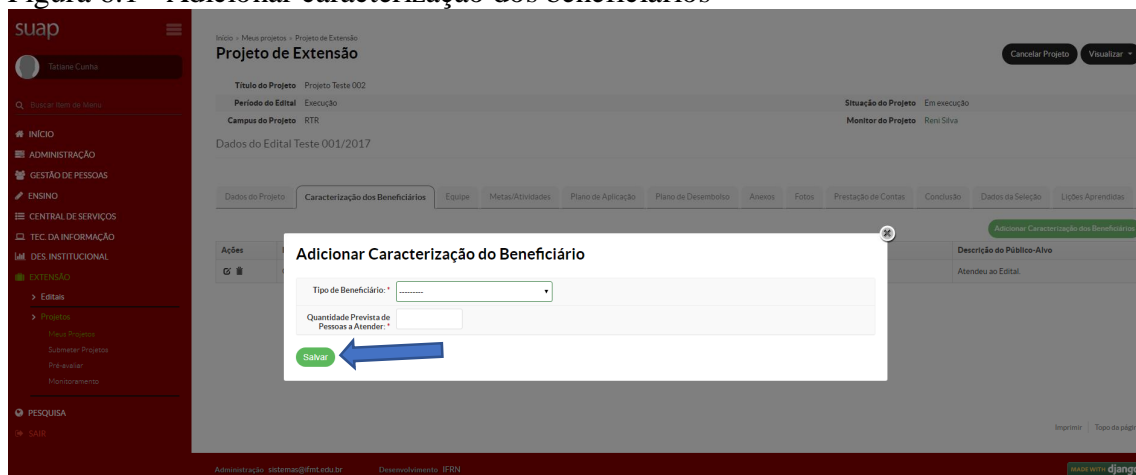 Figura 6.1 - Adicionar caracterização dos beneficiários
suap
Tatiane Cunha
Buscar Item de Menu
INÍCIO
ADMINISTRAÇÃO
GESTÃO DE PESSOAS
ENSINO
CENTRAL DE SERVIÇOS
TEC. DA INFORMAÇÃO
DES. INSTITUCIONAL
EXTENSÃO
> Editais
> Projetos
Meus Projetos
Submeter Projetos
Pré-avaliar
Monitoramento
PESQUISA
SAIR
Início » Meus projetos » Projeto de Extensão
Projeto de Extensão
Cancelar Projeto Visualizar
Título do Projeto Projeto Teste 002
Período do Edital Execução Situação do Projeto Em execução
Campus do Projeto RTR Monitor do Projeto Reni Silva
Dados do Edital Teste 001/2017
Dados do Projeto Caracterização dos Beneficiários Equipe Metas/Atividades Plano de Aplicação Plano de Desembolso Anexos Fotos Prestação de Contas Conclusão Dados da Seleção Lições Aprendidas
Adicionar Caracterização dos Beneficiários
Ações Descrição do Público-Alvo
Atendeu ao Edital.
Adicionar Caracterização do Beneficiário
Tipo de Beneficiário: * ---------
Quantidade Prevista de
Pessoas a Atender: *
Salvar
Imprimir Topo da págin
Administração sistemas@ifmt.edu.br Desenvolvimento IFRN
MADE WITH django